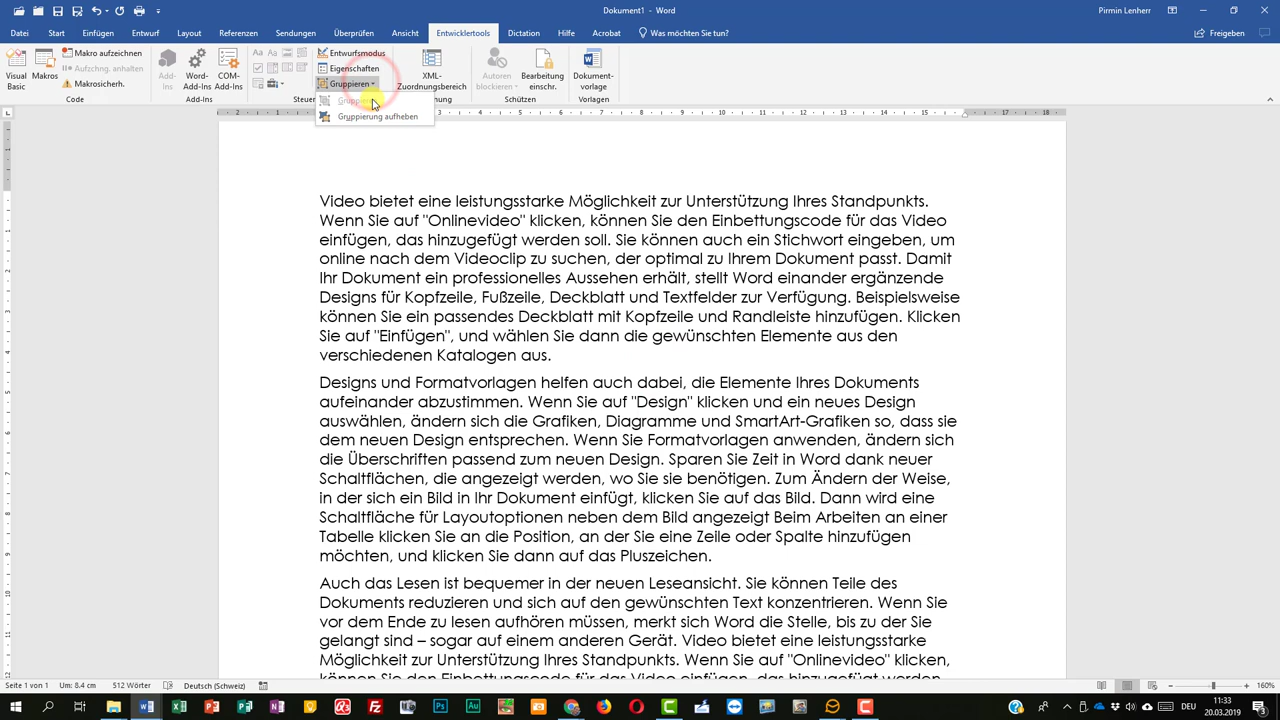 Dokument1 - Word
Pirmin Lenherr
Datei
Start
Einfügen
Entwurf
Layout
Referenzen
Sendungen
Überprüfen
Ansicht
Entwicklertools
Dictation
Hilfe
Acrobat
Was möchten Sie tun?
Freigeben
Visual Basic
Makros
Makro aufzeichnen
Aufzchng. anhalten
Makrosicherh.
Code
Add-Ins
Word-Add-Ins
COM-Add-Ins
Add-Ins
Aa Aa
Entwurfsmodus
Eigenschaften
Gruppieren
Gruppierung aufheben
XML-Zuordnungsbereich
Autoren blockieren
Bearbeitung einschr.
Schützen
Dokumentvorlage
Vorlagen
Video bietet eine leistungsstarke Möglichkeit zur Unterstützung Ihres Standpunkts.
Wenn Sie auf "Onlinevideo" klicken, können Sie den Einbettungscode für das Video
einfügen, das hinzugefügt werden soll. Sie können auch ein Stichwort eingeben, um
online nach dem Videoclip zu suchen, der optimal zu Ihrem Dokument passt. Damit
Ihr Dokument ein professionelles Aussehen erhält, stellt Word einander ergänzende
Designs für Kopfzeile, Fußzeile, Deckblatt und Textfelder zur Verfügung. Beispielsweise
können Sie ein passendes Deckblatt mit Kopfzeile und Randleiste hinzufügen. Klicken
Sie auf "Einfügen", und wählen Sie dann die gewünschten Elemente aus den
verschiedenen Katalogen aus.
Designs und Formatvorlagen helfen auch dabei, die Elemente Ihres Dokuments
aufeinander abzustimmen. Wenn Sie auf "Design" klicken und ein neues Design
auswählen, ändern sich die Grafiken, Diagramme und SmartArt-Grafiken so, dass sie
dem neuen Design entsprechen. Wenn Sie Formatvorlagen anwenden, ändern sich
die Überschriften passend zum neuen Design. Sparen Sie Zeit in Word dank neuer
Schaltflächen, die angezeigt werden, wo Sie sie benötigen. Zum Ändern der Weise,
in der sich ein Bild in Ihr Dokument einfügt, klicken Sie auf das Bild. Dann wird eine
Schaltfläche für Layoutoptionen neben dem Bild angezeigt Beim Arbeiten an einer
Tabelle klicken Sie an die Position, an der Sie eine Zeile oder Spalte hinzufügen
möchten, und klicken Sie dann auf das Pluszeichen.
Auch das Lesen ist bequemer in der neuen Leseansicht. Sie können Teile des
Dokuments reduzieren und sich auf den gewünschten Text konzentrieren. Wenn Sie
vor dem Ende zu lesen aufhören müssen, merkt sich Word die Stelle, bis zu der Sie
gelangt sind – sogar auf einem anderen Gerät. Video bietet eine leistungsstarke
Möglichkeit zur Unterstützung Ihres Standpunkts. Wenn Sie auf "Onlinevideo" klicken,
können Sie den Einbettungscode für das Video einfügen, das hinzugefügt werden
Seite 1 von 1
Um: 8.4 cm
512 Wörter
Deutsch (Schweiz)
160%
11:33
20.03.2019